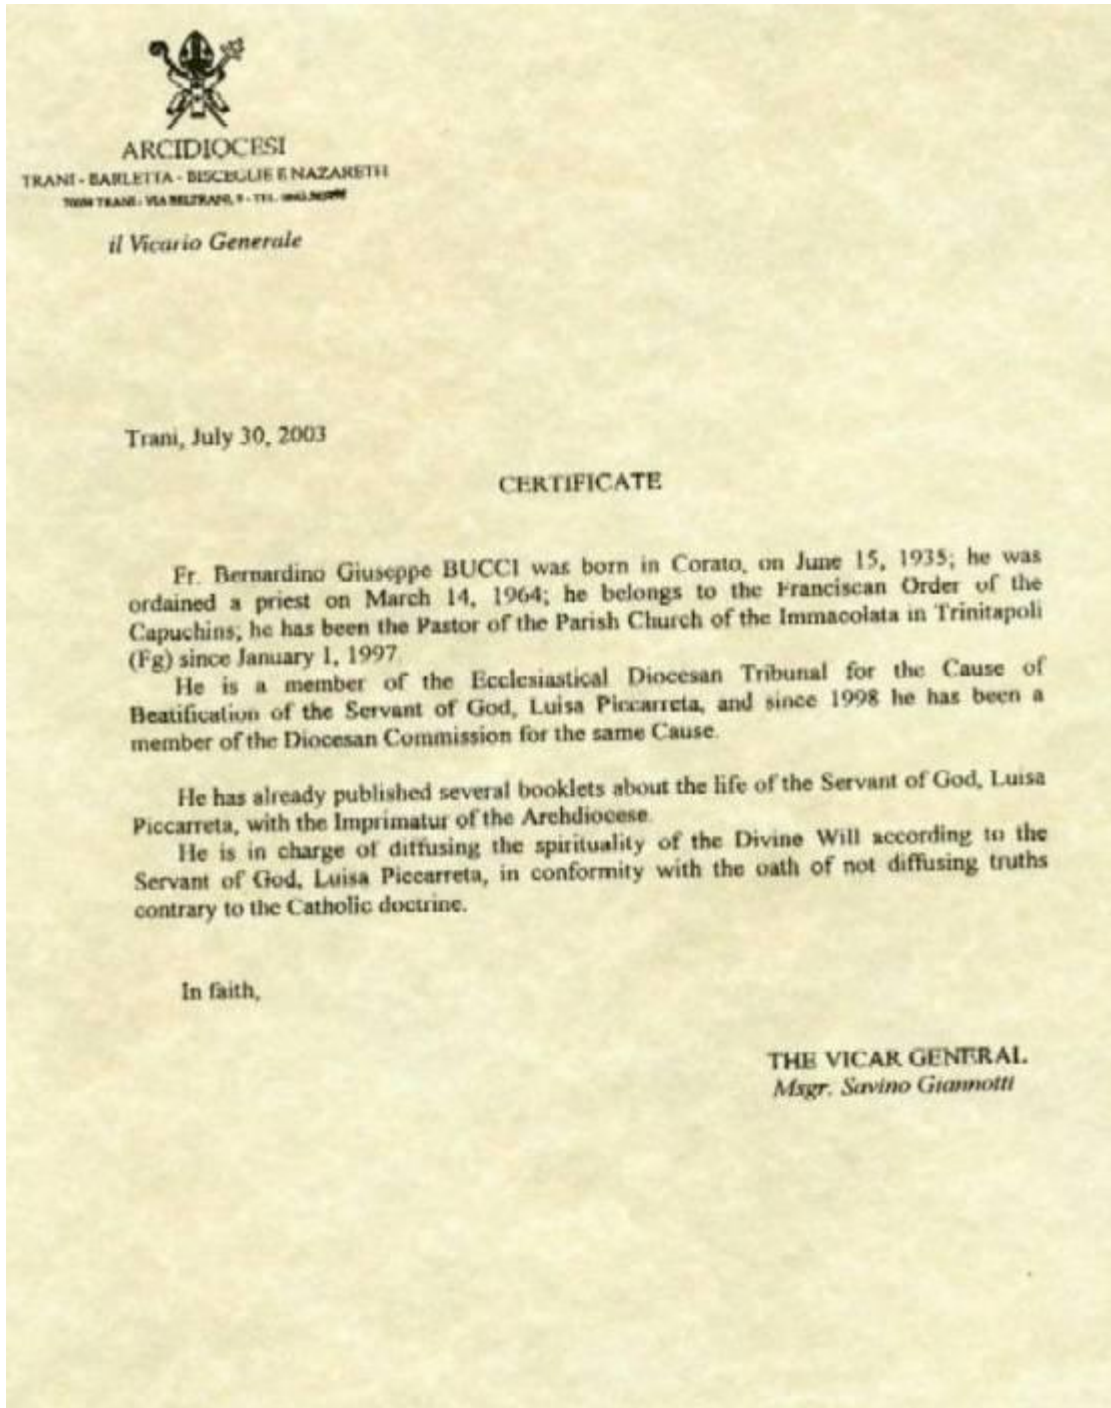 ARCIDIOCESI
TRANI - BARLETTA - BISCEGLIE E NAZARETH
TRANI - VIA BELTRANI, 9 - TEL.
il Vicario Generale
Trani, July 30, 2003
CERTIFICATE
Fr. Bernardino Giuseppe BUCCI was born in Corato, on June 15, 1935; he was
ordained a priest on March 14, 1964; he belongs to the Franciscan Order of the
Capuchins; he has been the Pastor of the Parish Church of the Immacolata in Trinitapoli
(Fg) since January 1, 1997.
He is a member of the Ecclesiastical Diocesan Tribunal for the Cause of
Beatification of the Servant of God, Luisa Piccarreta, and since 1998 he has been a
member of the Diocesan Commission for the same Cause.
He has already published several booklets about the life of the Servant of God, Luisa
Piccarreta, with the Imprimatur of the Archdiocese.
He is in charge of diffusing the spirituality of the Divine Will according to the
Servant of God, Luisa Piccarreta, in conformity with the oath of not diffusing truths
contrary to the Catholic doctrine.
In faith,
THE VICAR GENERAL
Msgr. Savino Giannotti